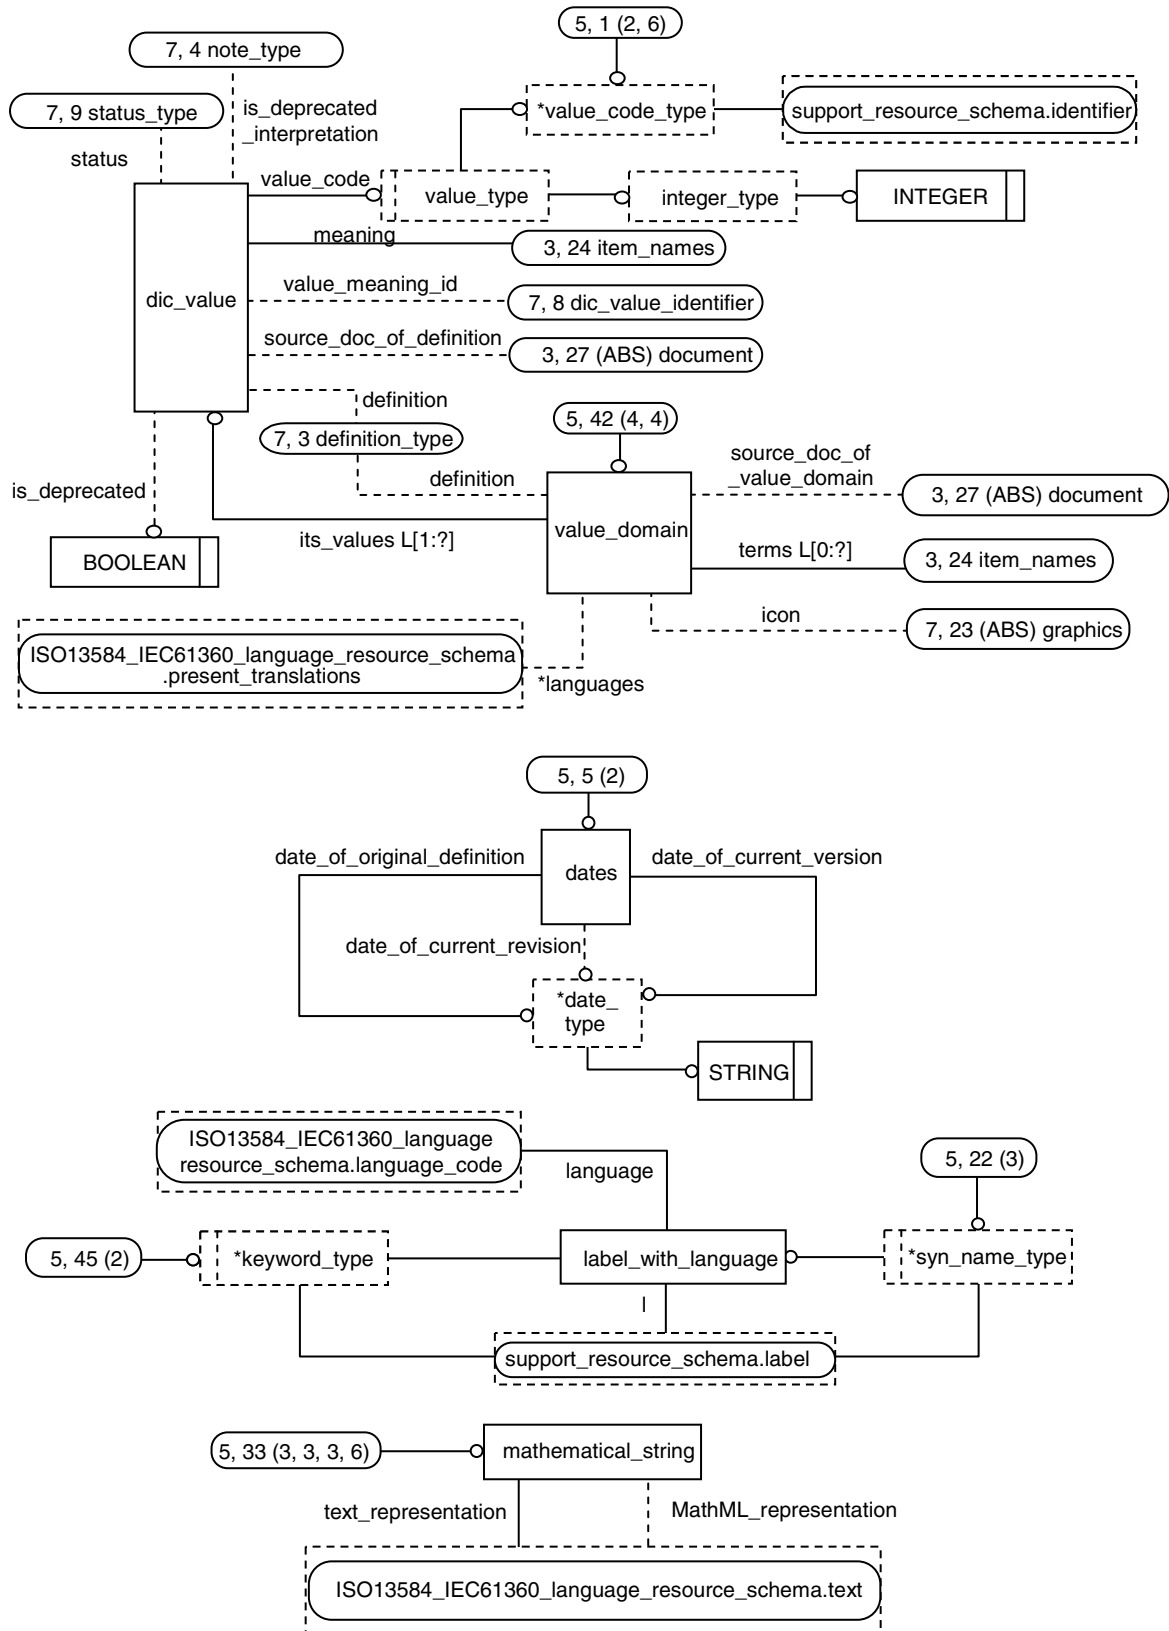 5, 1 (2, 6)
7, 4 note_type
7, 9 status_type
is_deprecated
_interpretation
*value_code_type
support_resource_schema.identifier
status
value_code
value_type
integer_type
INTEGER
meaning
3, 24 item_names
dic_value
value_meaning_id
7, 8 dic_value_identifier
source_doc_of_definition
3, 27 (ABS) document
definition
7, 3 definition_type
5, 42 (4, 4)
is_deprecated
definition
source_doc_of
_value_domain
3, 27 (ABS) document
value_domain
its_values L[1:?]
BOOLEAN
terms L[0:?]
3, 24 item_names
icon
7, 23 (ABS) graphics
ISO13584_IEC61360_language_resource_schema
.present_translations
*languages
5, 5 (2)
date_of_original_definition
dates
date_of_current_version
date_of_current_revision
*date_
type
STRING
ISO13584_IEC61360_language
resource_schema.language_code
language
5, 22 (3)
5, 45 (2)
*keyword_type
label_with_language
*syn_name_type
l
support_resource_schema.label
5, 33 (3, 3, 3, 6)
mathematical_string
text_representation
MathML_representation
ISO13584_IEC61360_language_resource_schema.text